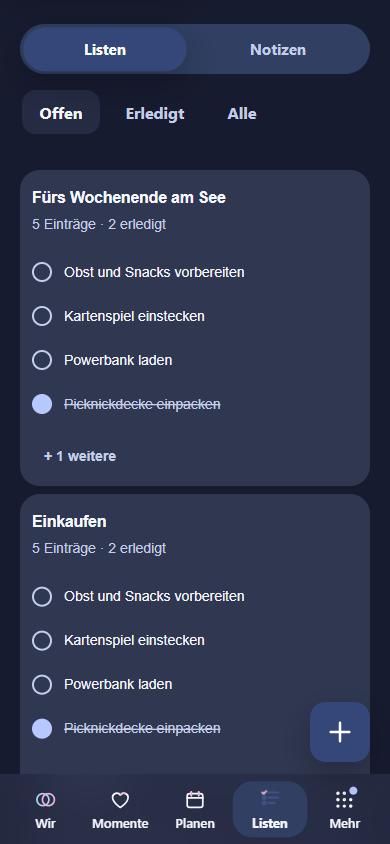 Listen
Notizen
Offen
Erledigt
Alle
Fürs Wochenende am See
5 Einträge · 2 erledigt
Obst und Snacks vorbereiten
Kartenspiel einstecken
Powerbank laden
Picknickdecke einpacken
+ 1 weitere
Einkaufen
5 Einträge · 2 erledigt
Obst und Snacks vorbereiten
Kartenspiel einstecken
Powerbank laden
Picknickdecke einpacken
Wir
Momente
Planen
Listen
Mehr